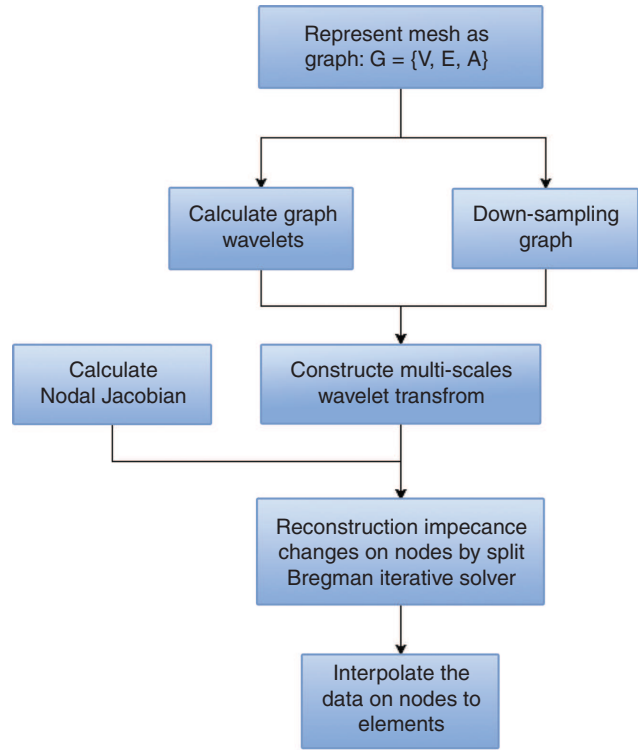 Represent mesh as
graph: G = {V, E, A}
Calculate graph
wavelets
Down-sampling
graph
Calculate
Nodal Jacobian
Constructe multi-scales
wavelet transfrom
Reconstruction impecance
changes on nodes by split
Bregman iterative solver
Interpolate the
data on nodes to
elements